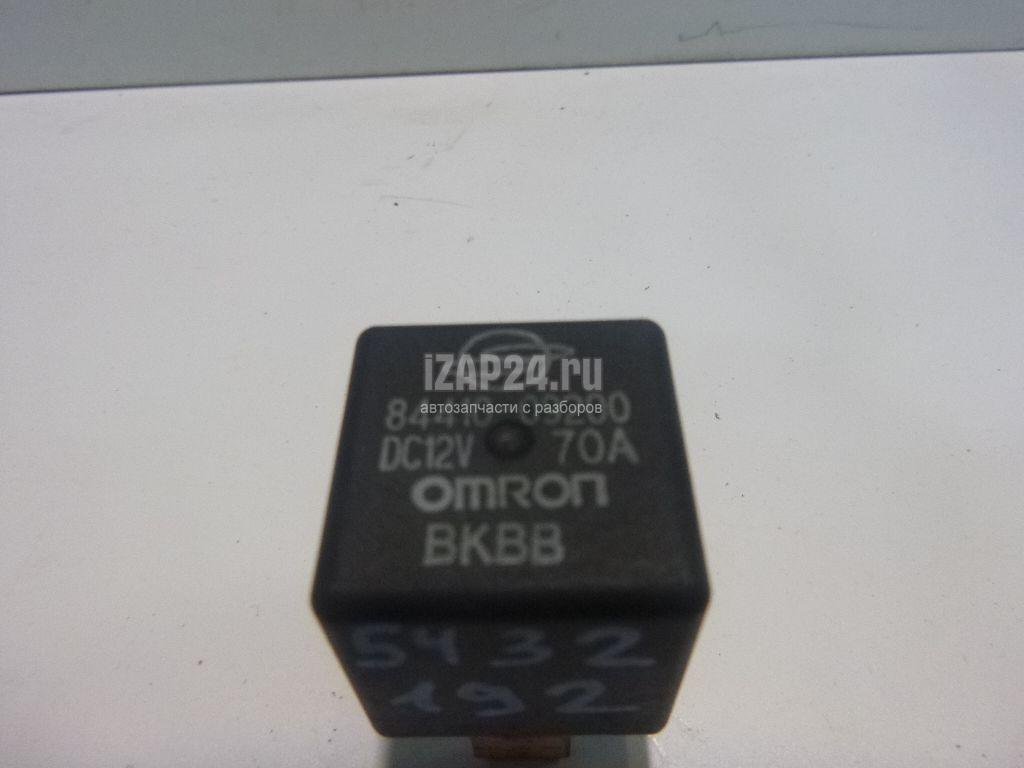 iZAP24.ru
автозапчасти с разборов
DC12V 70A
OMRON
BKBB
5432
192